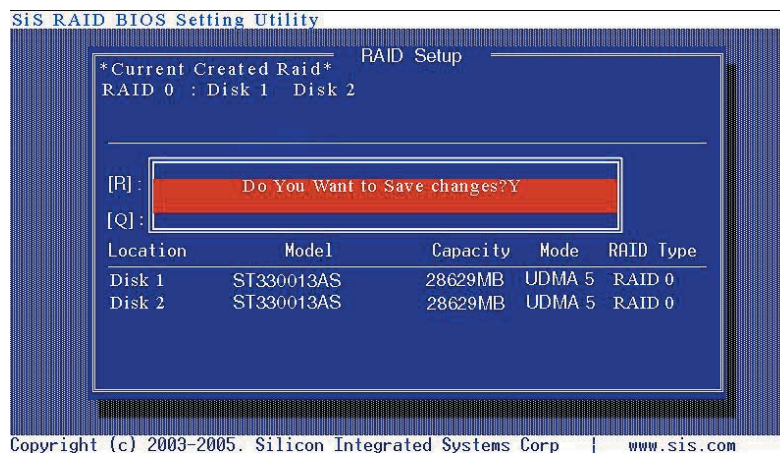 SiS RAID BIOS Setting Utility
RAID Setup
*Current Created Raid*
RAID 0 : Disk 1 Disk 2
[R] :
Do You Want to Save changes?Y
[Q] :
Location Model Capacity Mode RAID Type
Disk 1 ST330013AS 28629MB UDMA 5 RAID 0
Disk 2 ST330013AS 28629MB UDMA 5 RAID 0
Copyright (c) 2003-2005. Silicon Integrated Systems Corp | www.sis.com